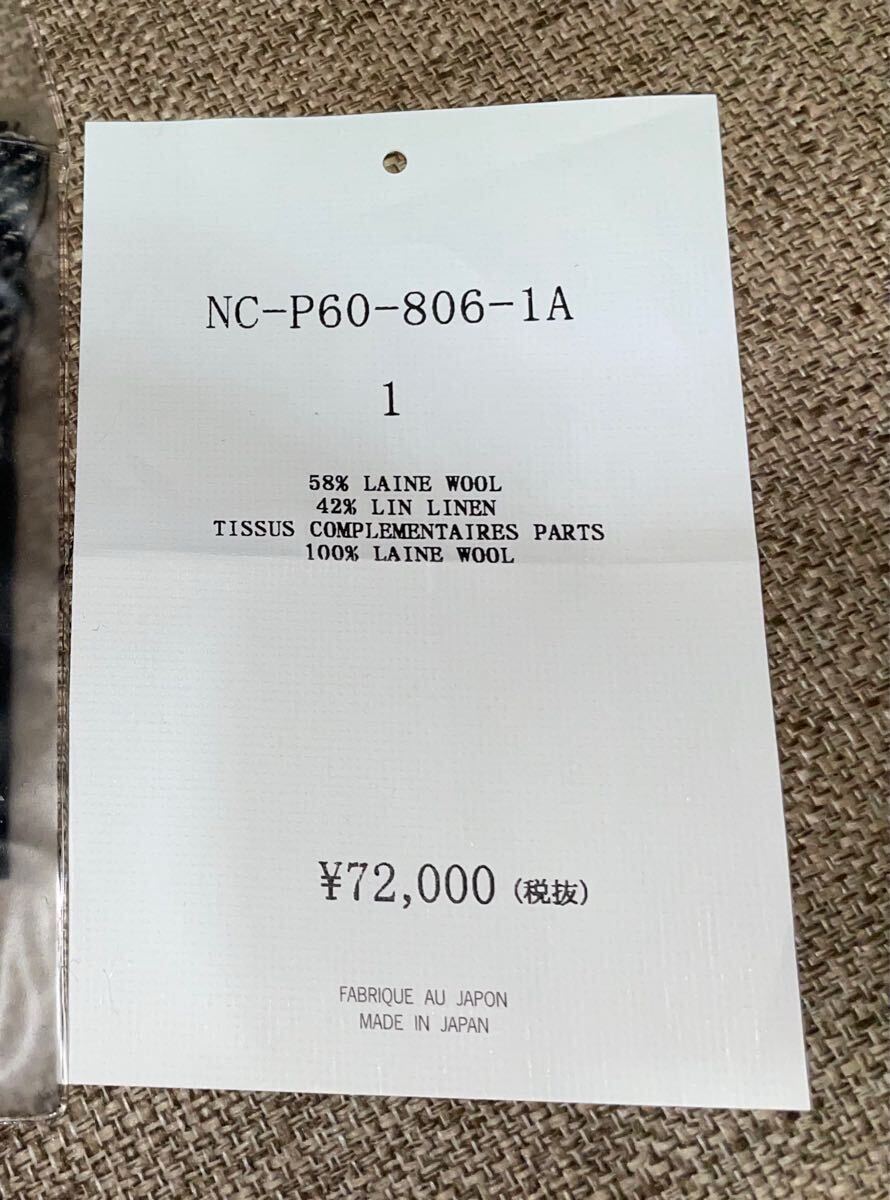 NC-P60-806-1A
1
58% LAINE WOOL
42% LIN LINEN
TISSUS COMPLEMENTAIRES PARTS
100% LAINE WOOL
¥72,000 (税抜)
FABRIQUE AU JAPON
MADE IN JAPAN